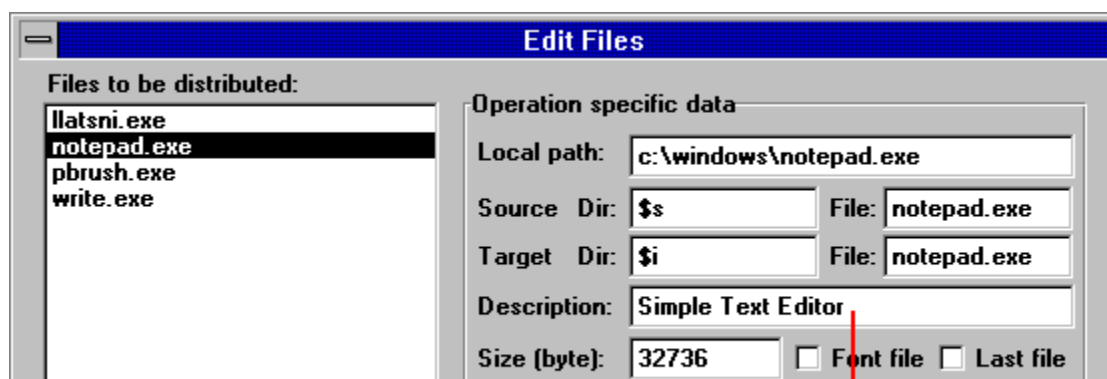 Edit Files
Files to be distributed:
llatsni.exe
notepad.exe
pbrush.exe
write.exe
Operation specific data
Local path: c:\windows\notepad.exe
Source Dir: $s File: notepad.exe
Target Dir: $i File: notepad.exe
Description: Simple Text Editor
Size (byte): 32736 Font file Last file